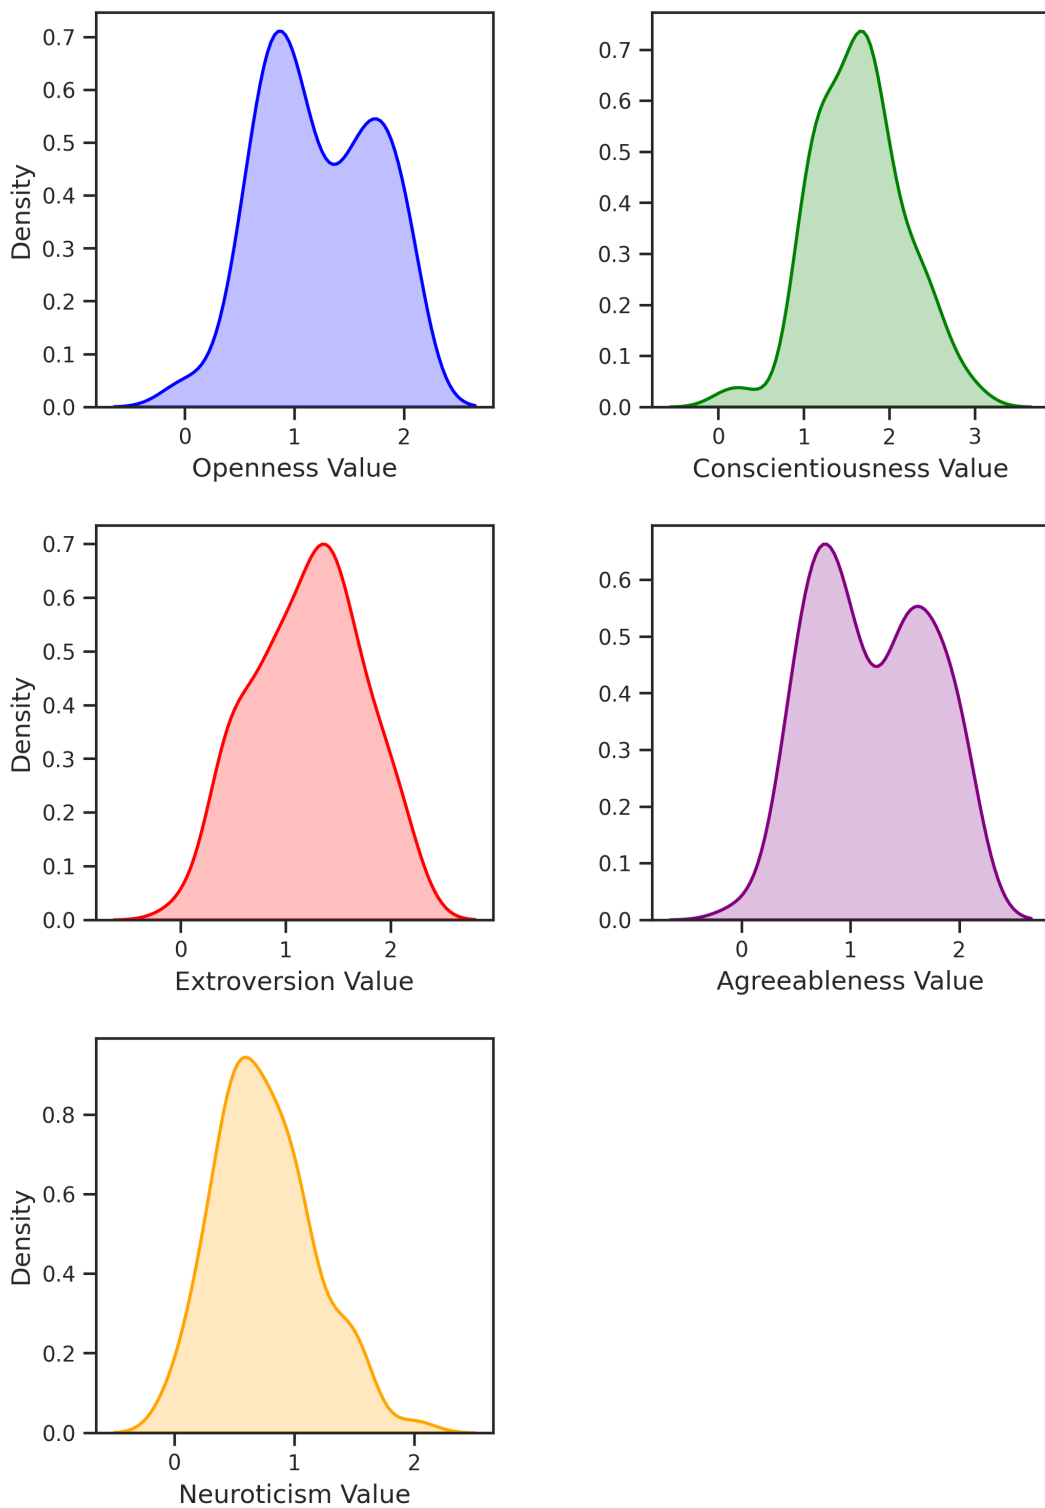 0.7
0.6
0.5
0.4
0.3
0.2
0.1
0.0
Density
0 1 2
Openness Value
0.7
0.6
0.5
0.4
0.3
0.2
0.1
0.0
0 1 2 3
Conscientiousness Value
0.7
0.6
0.5
0.4
0.3
0.2
0.1
0.0
Density
0 1 2
Extroversion Value
0.6
0.5
0.4
0.3
0.2
0.1
0.0
0 1 2
Agreeableness Value
0.8
0.6
0.4
0.2
0.0
Density
0 1 2
Neuroticism Value